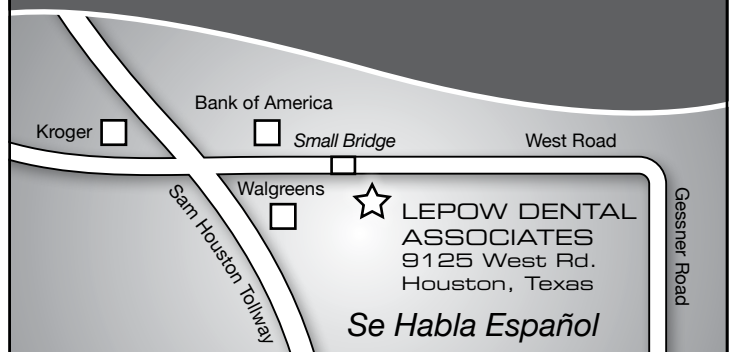 Bank of America
Kroger
Small Bridge
West Road
Walgreens
Sam Houston Tollway
LEPOW DENTAL
ASSOCIATES
9125 West Rd.
Houston, Texas
Gessner Road
Se Habla Español